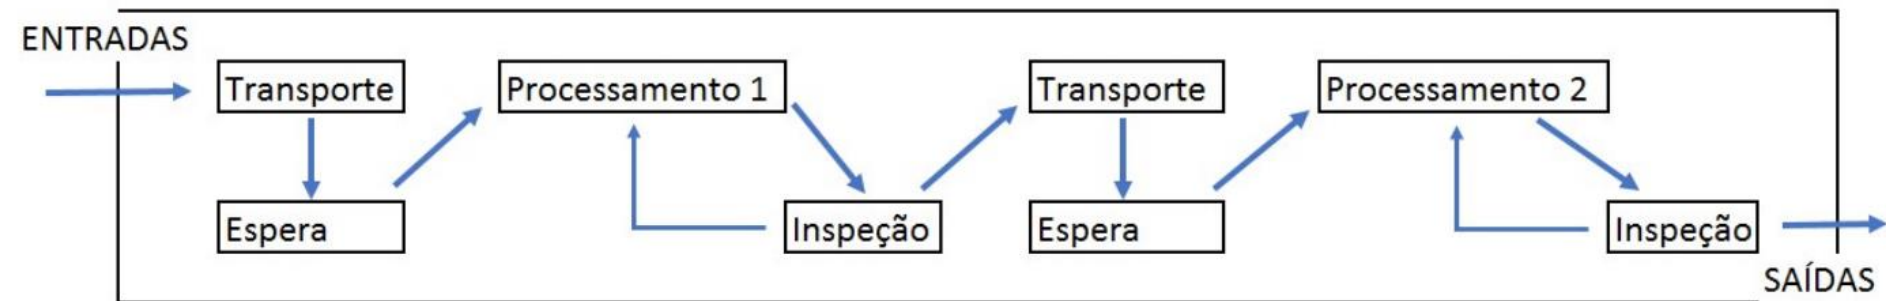 ENTRADAS
Transporte
Processamento 1
Transporte
Processamento 2
Espera
Inspeção
Espera
Inspeção
SAÍDAS